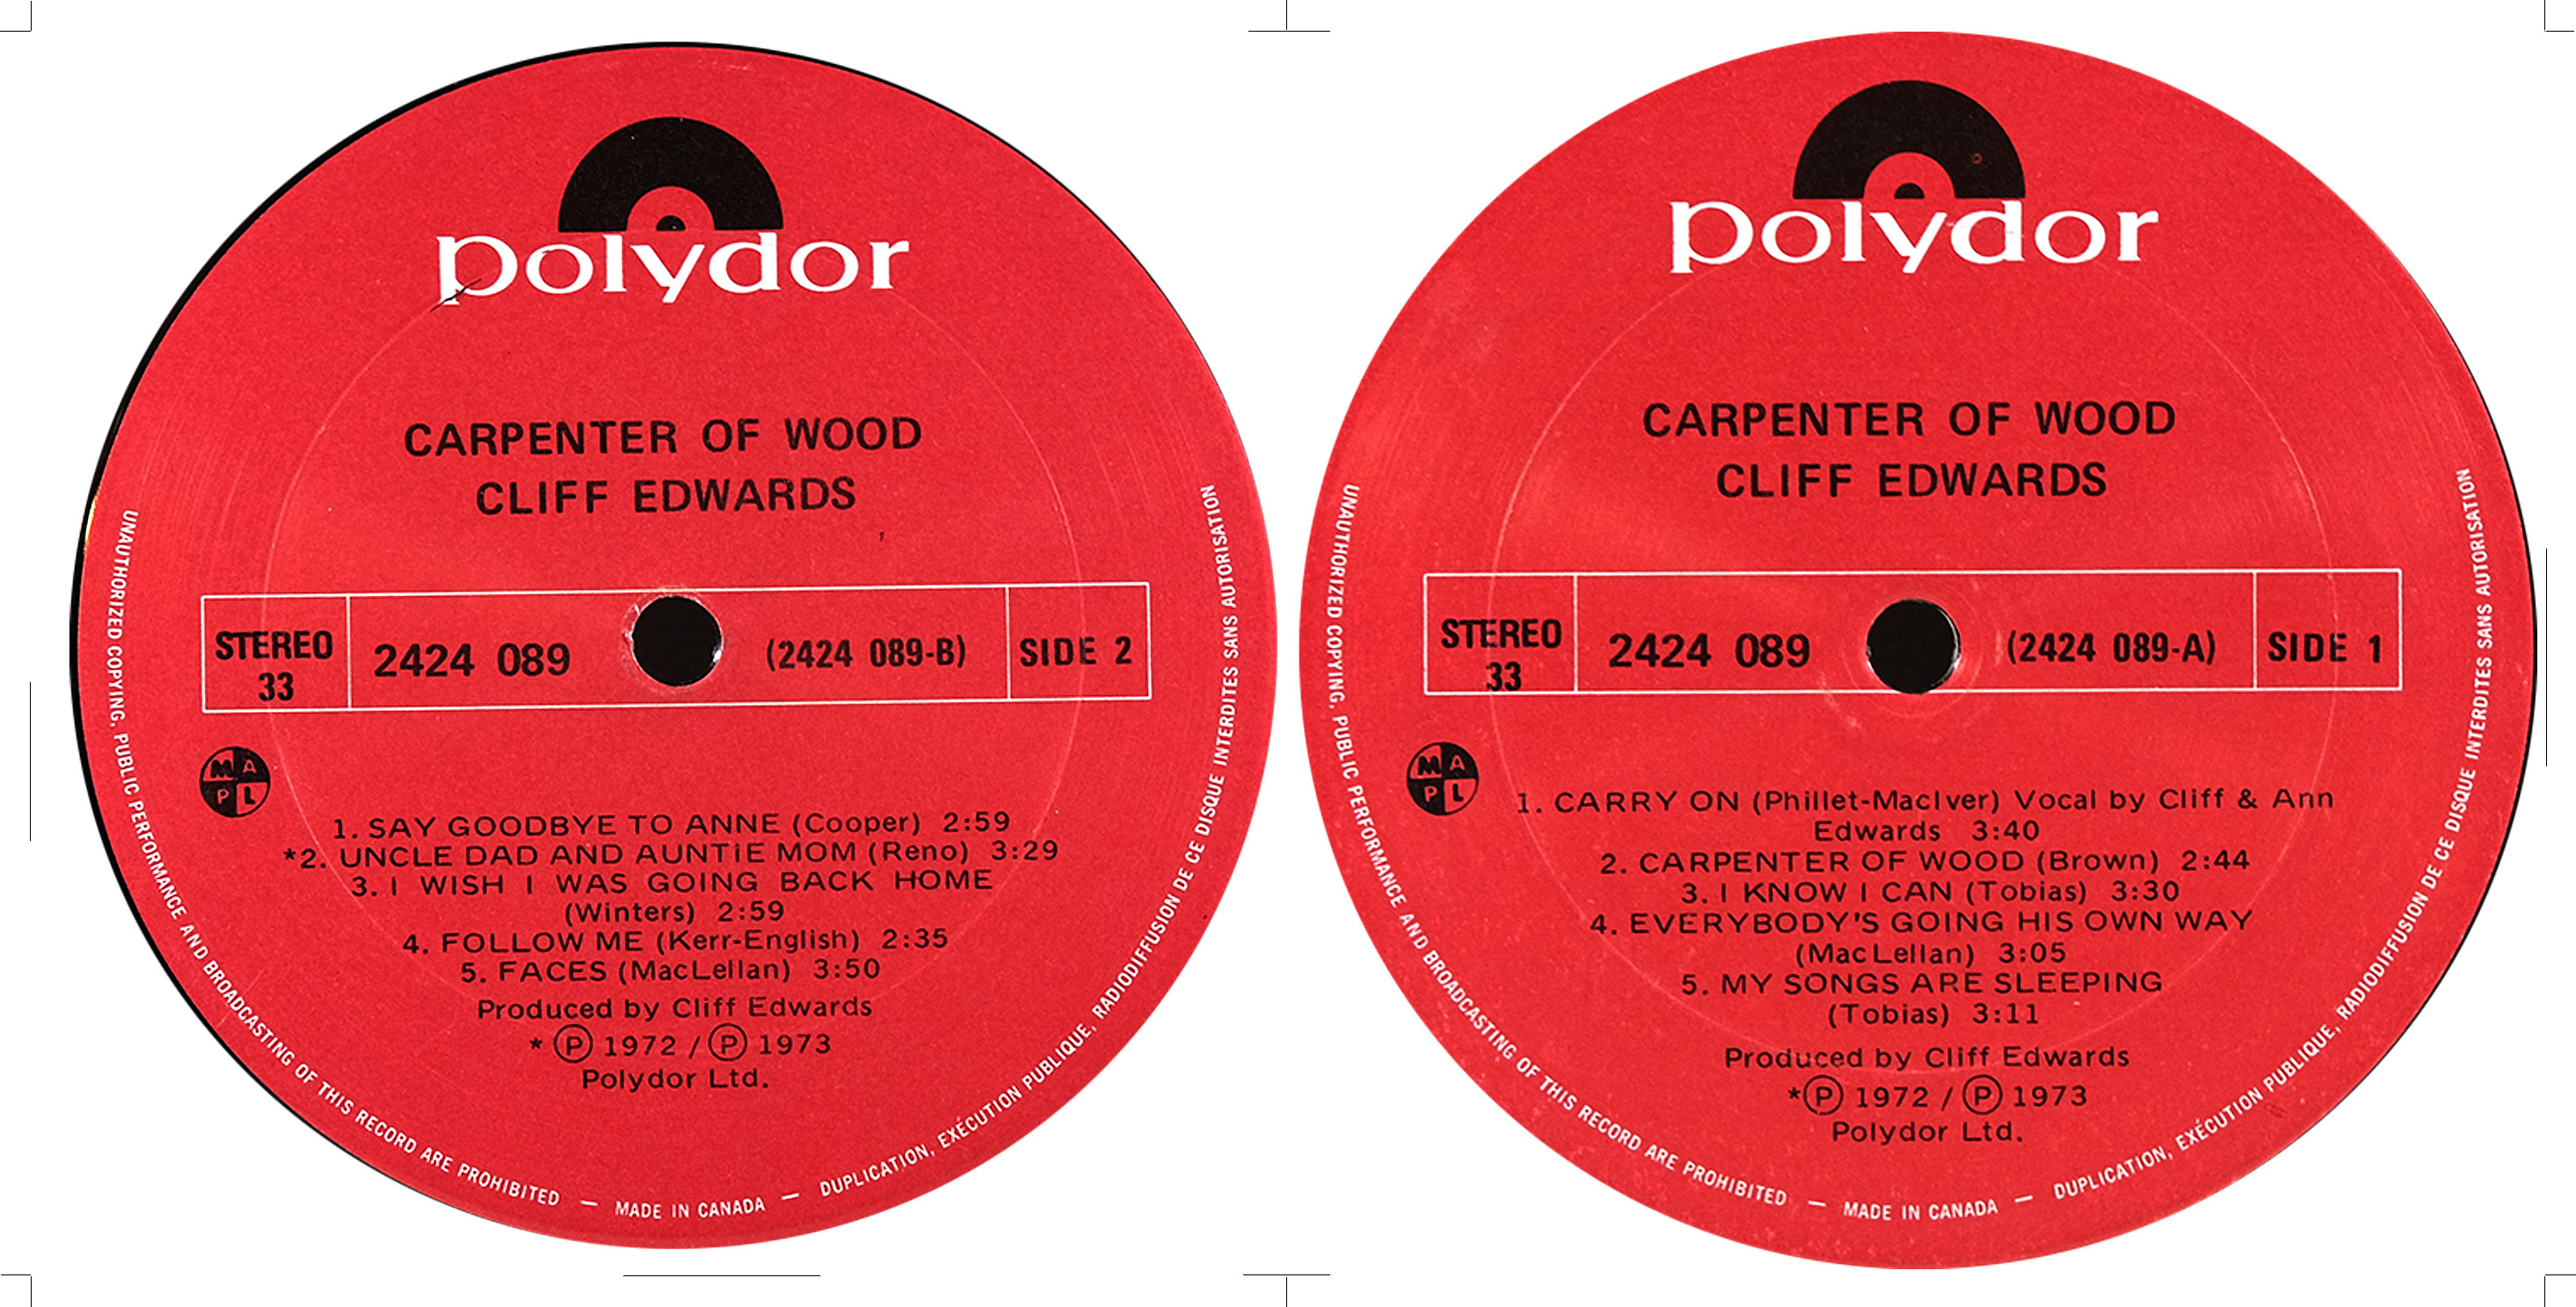 polydor
CARPENTER OF WOOD
CLIFF EDWARDS
STEREO
33
2424 089
(2424 089-B)
SIDE 2
M A
P L
1. SAY GOODBYE TO ANNE (Cooper) 2:59
*2. UNCLE DAD AND AUNTiE MOM (Reno) 3:29
3. I WISH I WAS GOING BACK HOME
(Winters) 2:59
4. FOLLOW ME (Kerr-English) 2:35
5. FACES (MacLellan) 3:50
Produced by Cliff Edwards
* Ⓟ 1972 / Ⓟ 1973
Polydor Ltd.
UNAUTHORIZED COPYING, PUBLIC PERFORMANCE AND BROADCASTING OF THIS RECORD ARE PROHIBITED — MADE IN CANADA — DUPLICATION, EXÉCUTION PUBLIQUE, RADIODIFFUSION DE CE DISQUE INTERDITES SANS AUTORISATION
polydor
CARPENTER OF WOOD
CLIFF EDWARDS
STEREO
33
2424 089
(2424 089-A)
SIDE 1
M A
P L
1. CARRY ON (Phillet-MacIver) Vocal by Cliff & Ann
Edwards 3:40
2. CARPENTER OF WOOD (Brown) 2:44
3. I KNOW I CAN (Tobias) 3:30
4. EVERYBODY'S GOING HIS OWN WAY
(MacLellan) 3:05
5. MY SONGS ARE SLEEPING
(Tobias) 3:11
Produced by Cliff Edwards
*Ⓟ 1972 / Ⓟ 1973
Polydor Ltd.
UNAUTHORIZED COPYING, PUBLIC PERFORMANCE AND BROADCASTING OF THIS RECORD ARE PROHIBITED — MADE IN CANADA — DUPLICATION, EXÉCUTION PUBLIQUE, RADIODIFFUSION DE CE DISQUE INTERDITES SANS AUTORISATION